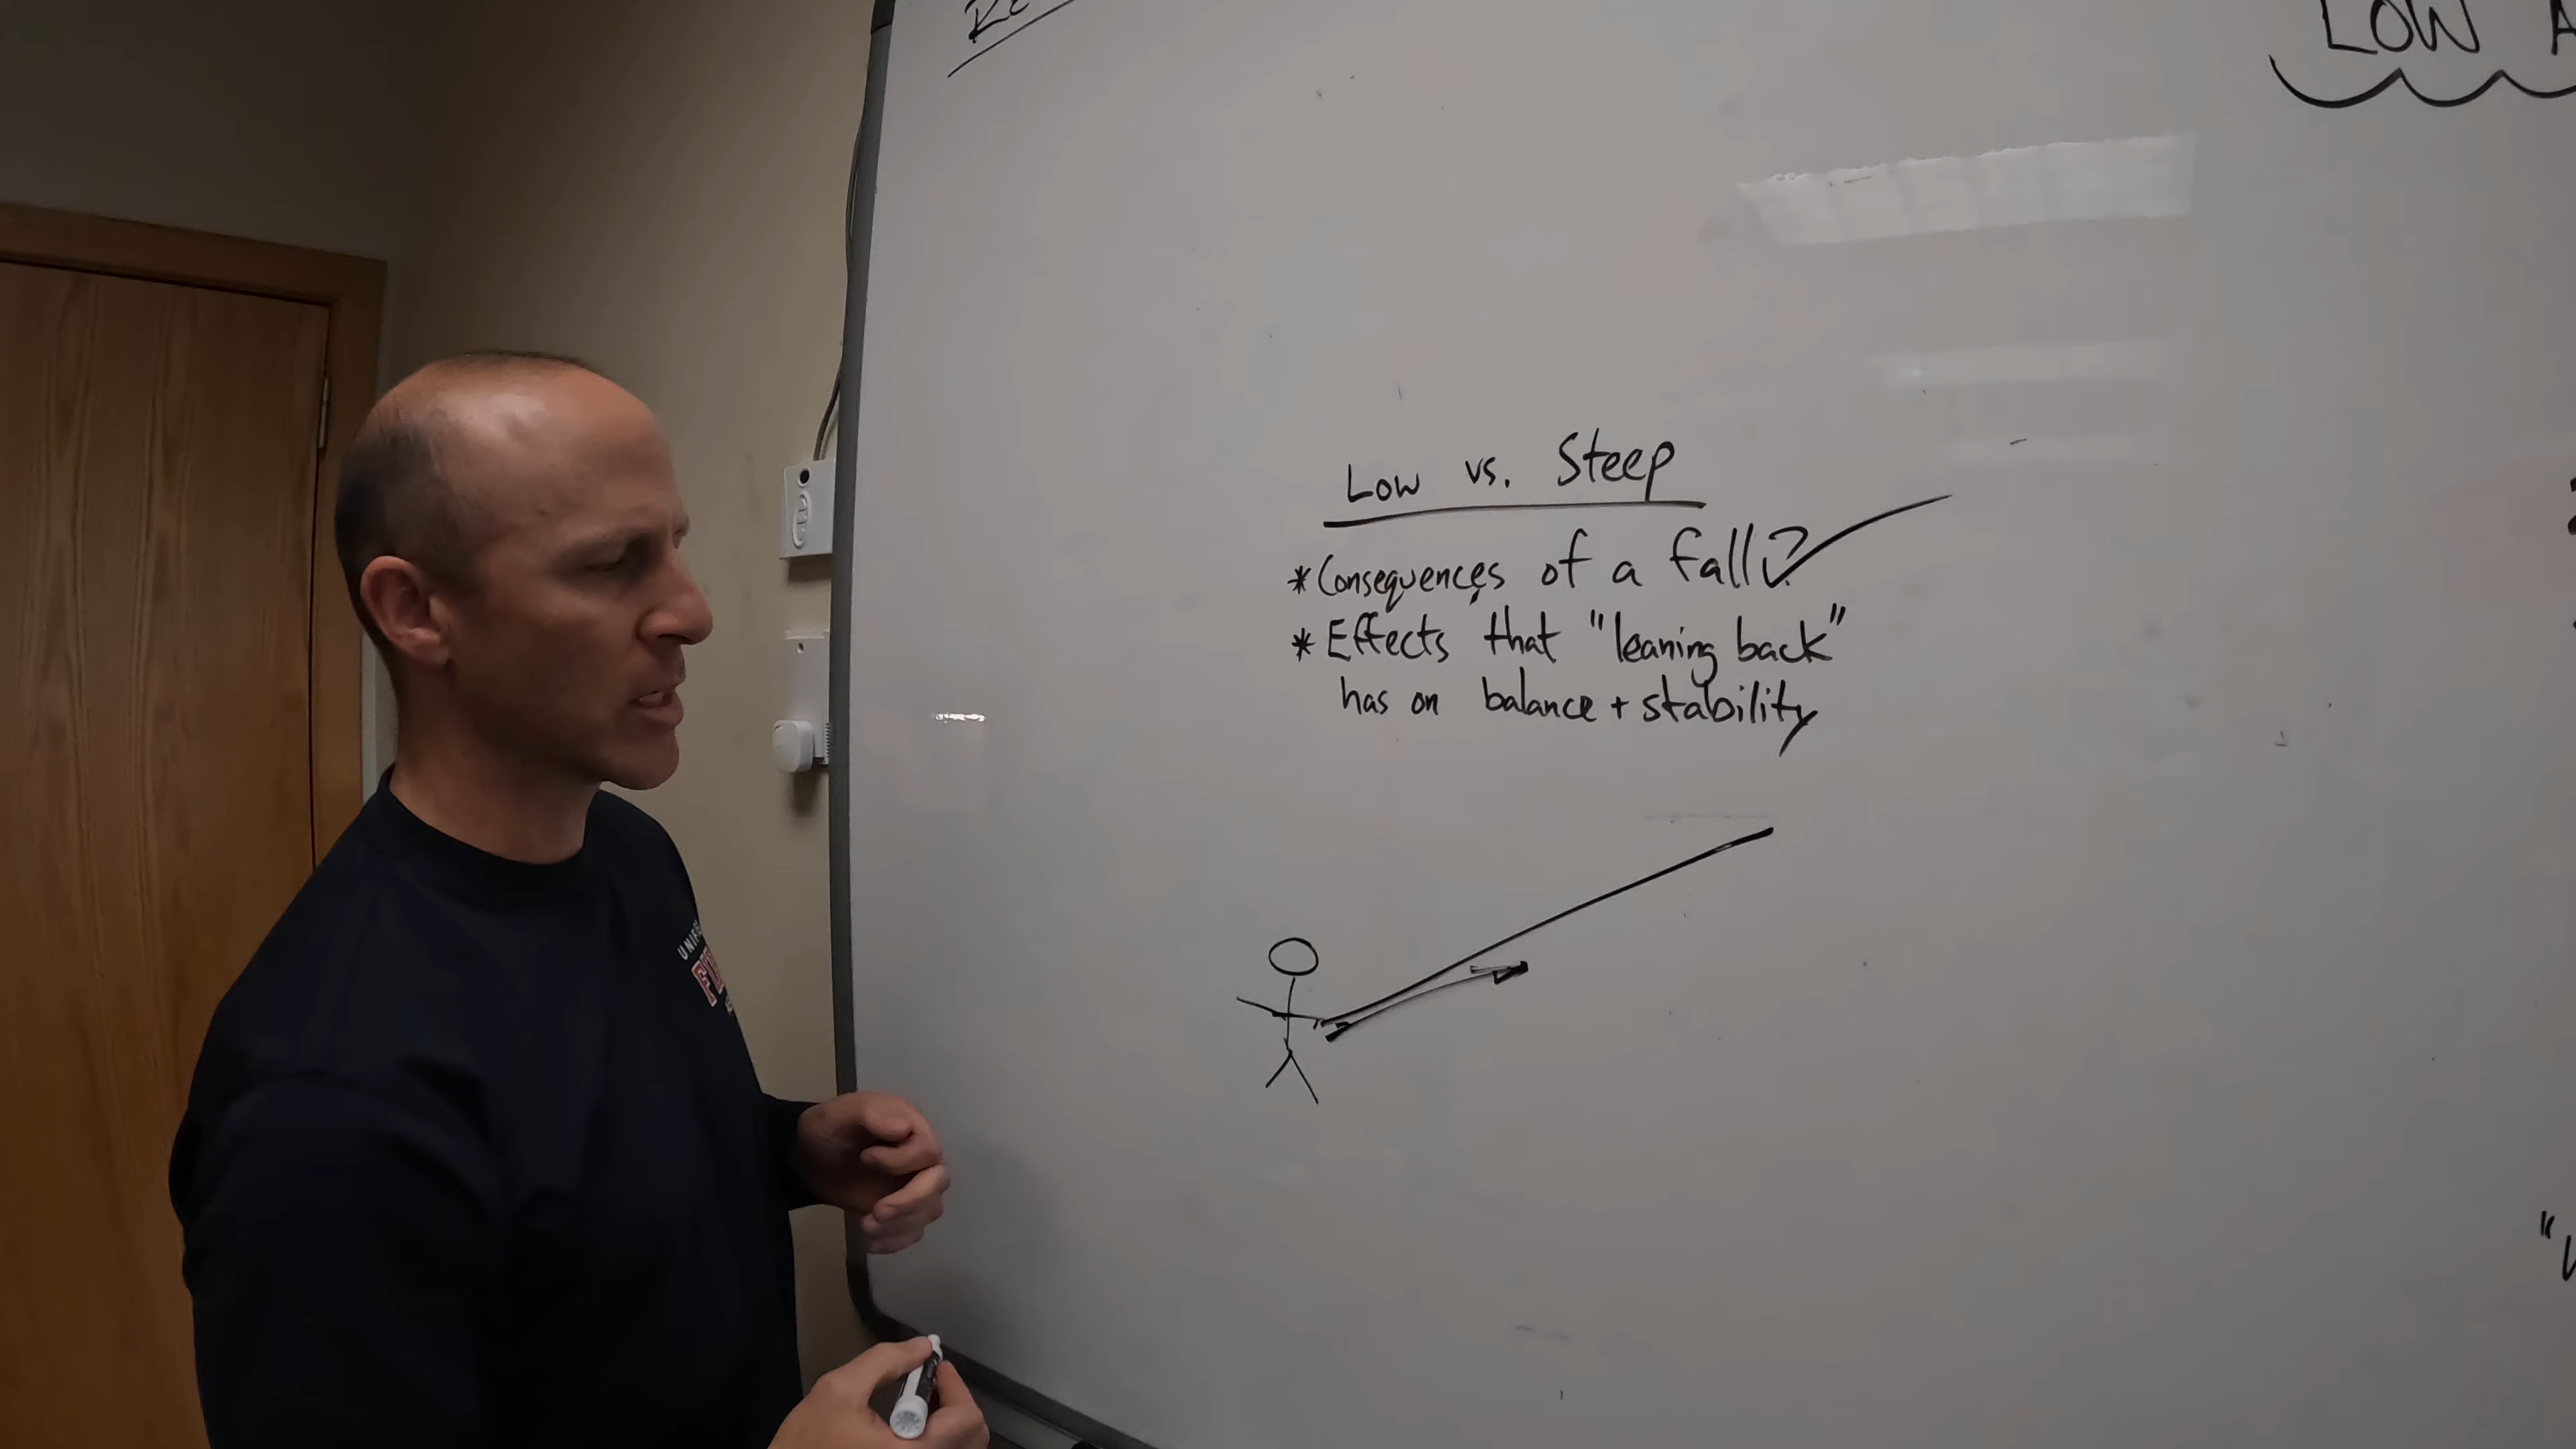 LOW
Low vs. Steep
*Consequences of a fall?
* Effects that "leaning back"
has on balance + stability